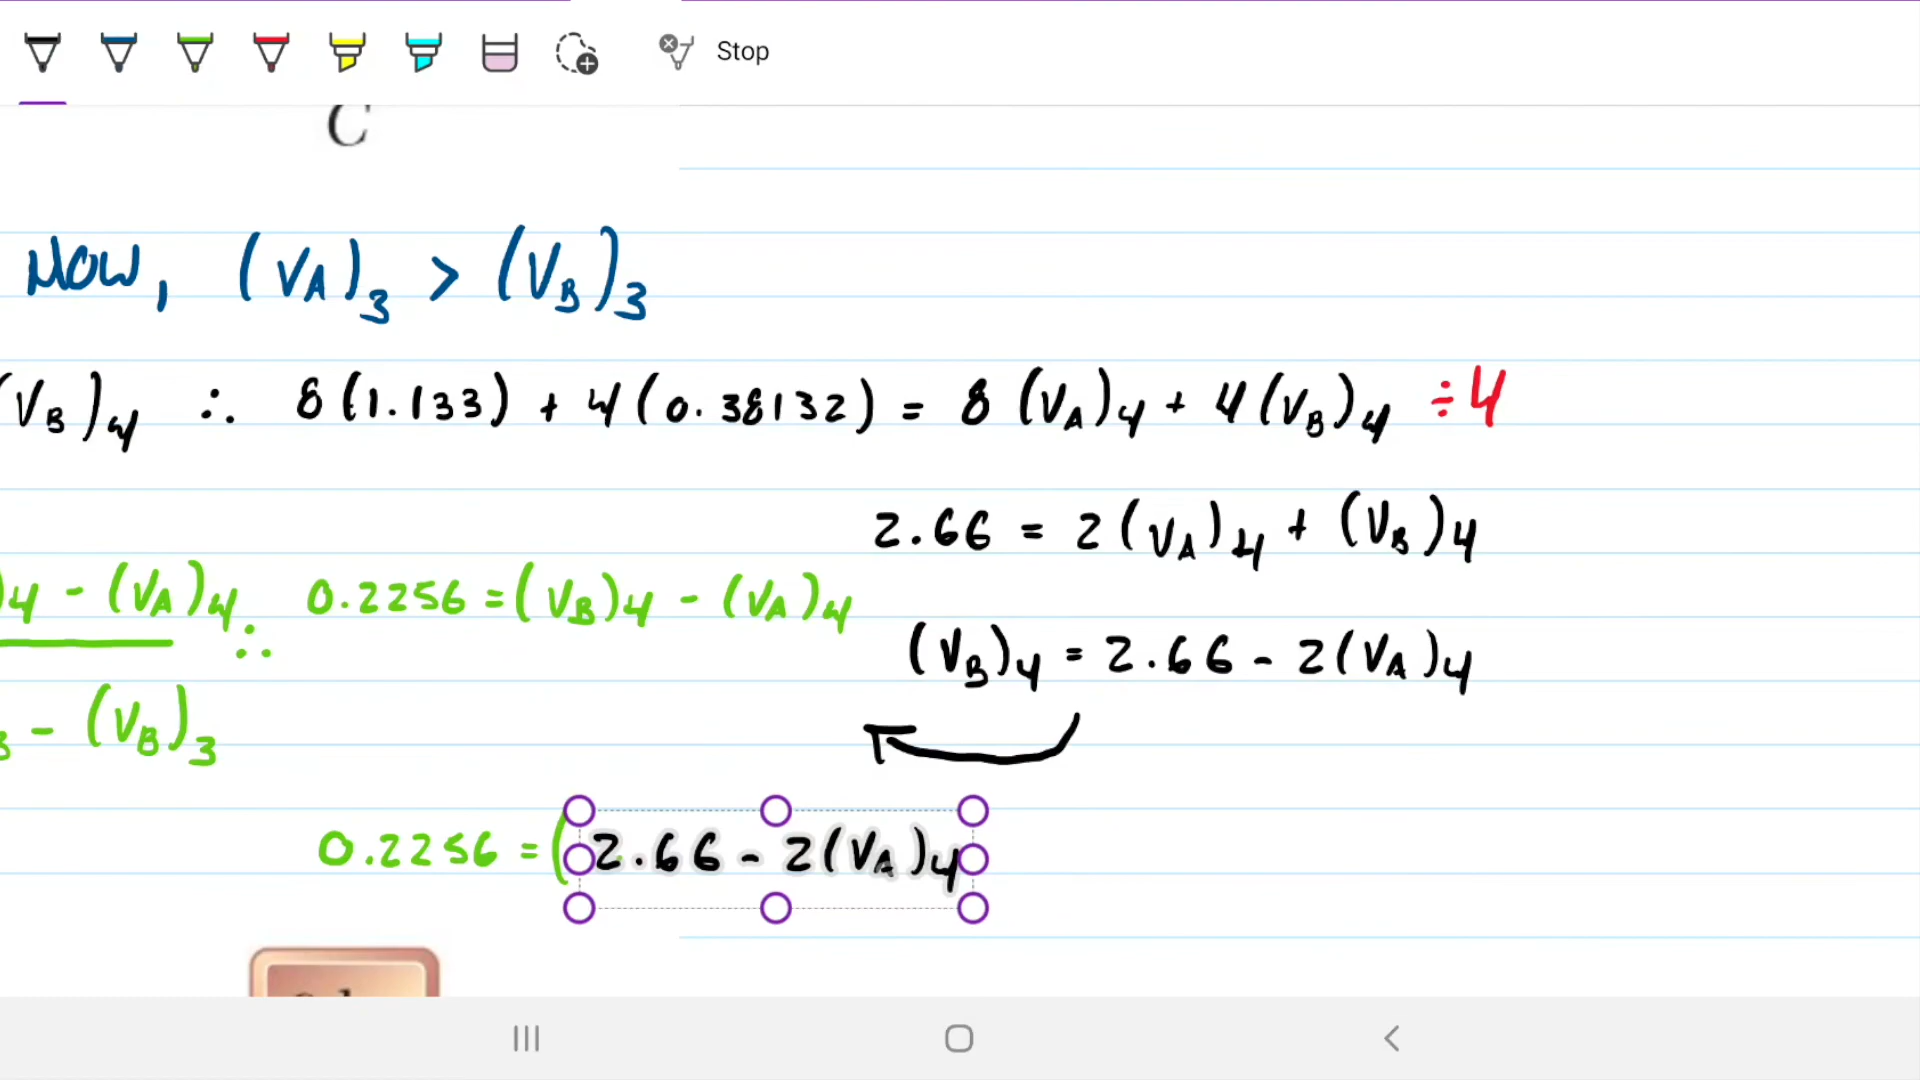 Stop
C
Now, (VA)3 > (VB)3
(VB)4 ∴ 8(1.133) + 4(0.38132) = 8(VA)4 + 4(VB)4 ÷4
2.66 = 2(VA)4 + (VB)4
)4 - (VA)4 ∴ 0.2256 = (VB)4 - (VA)4
(VB)4 = 2.66 - 2(VA)4
3 - (VB)3
0.2256 = (2.66 - 2(VA)4